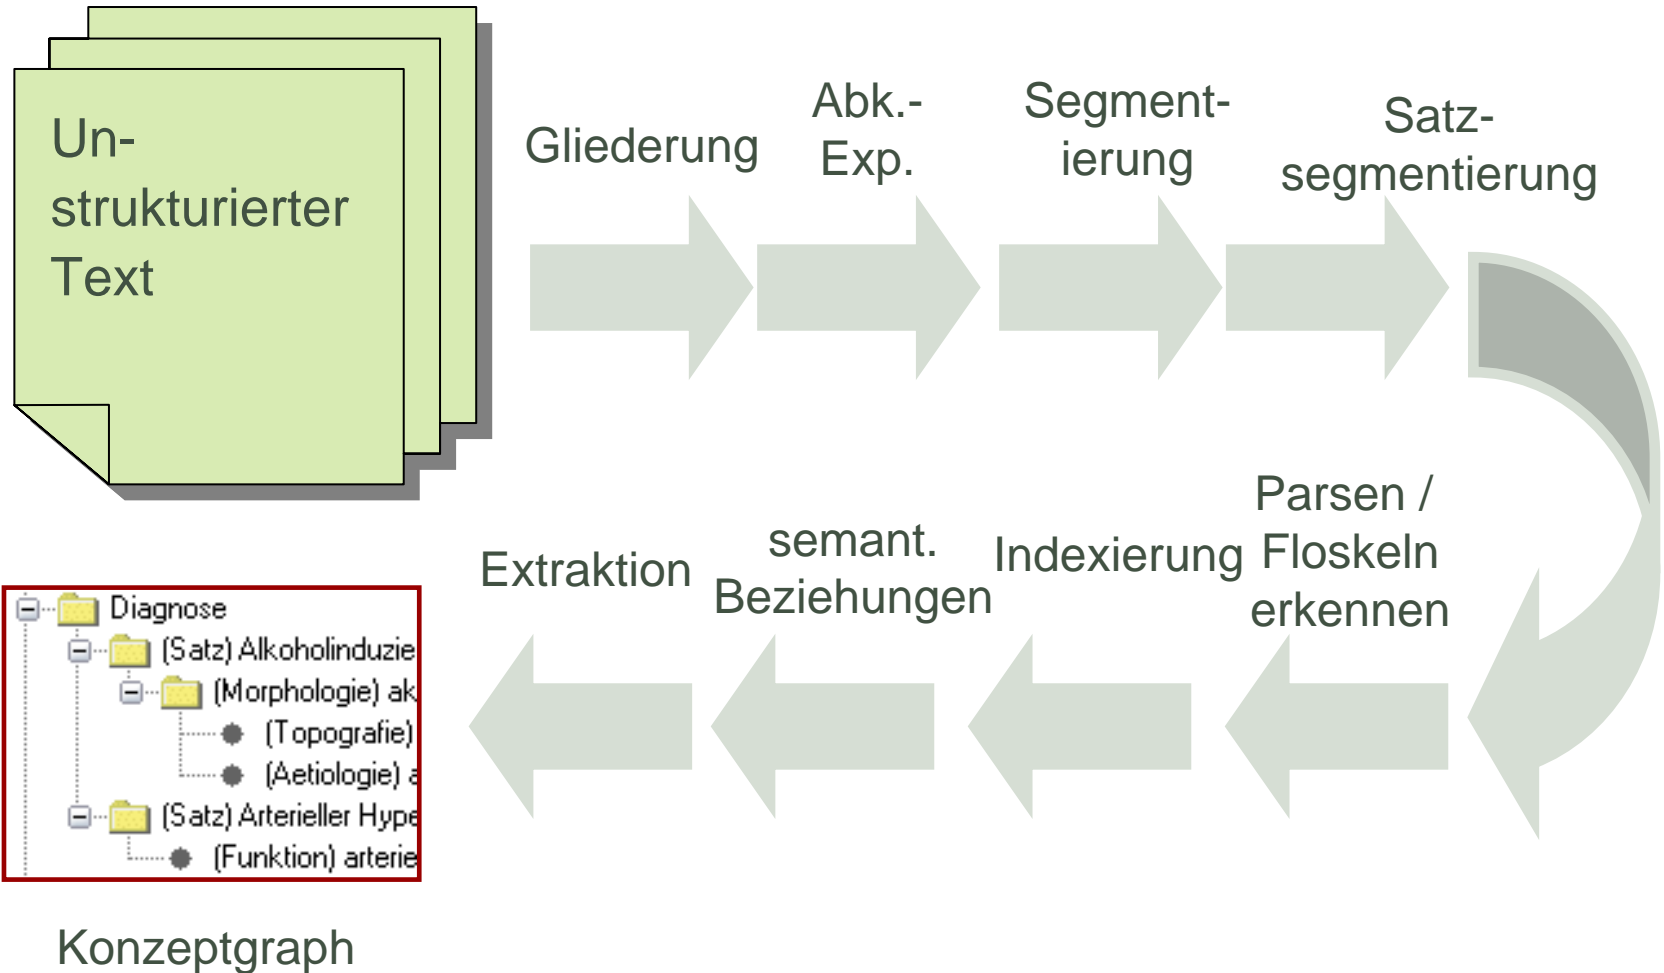 Un-
strukturierter
Text
Gliederung
Abk.-
Exp.
Segment-
ierung
Satz-
segmentierung
Parsen /
Floskeln
erkennen
Indexierung
semant.
Beziehungen
Extraktion
Diagnose
(Satz) Alkoholinduzie
(Morphologie) ak
(Topografie)
(Aetiologie) a
(Satz) Arterieller Hype
(Funktion) arterie
Konzeptgraph